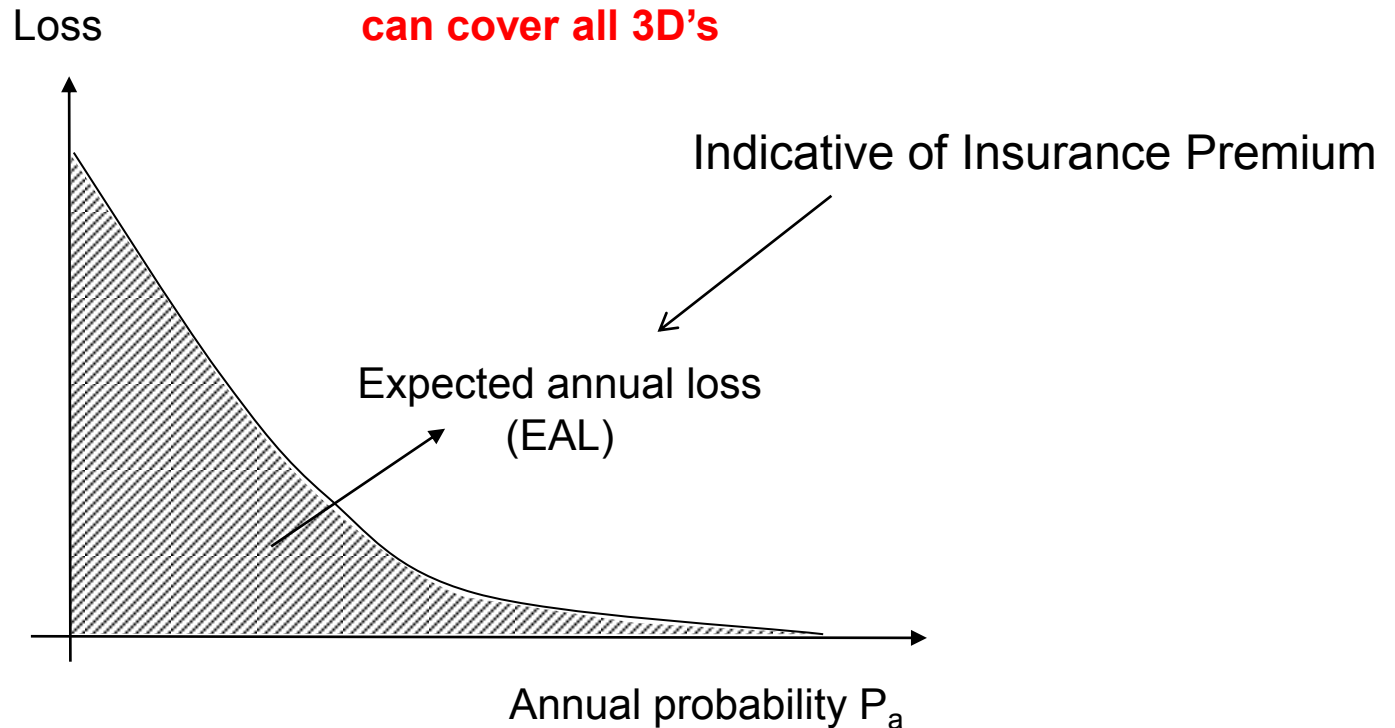 Loss
can cover all 3D’s
Indicative of Insurance Premium
Expected annual loss
(EAL)
Annual probability Pₐ